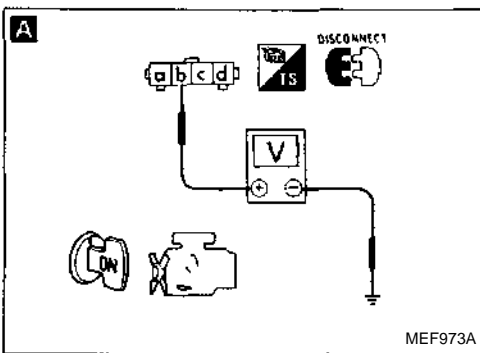 A
DISCONNECT
a b c d
TS
V
+ −
ON
MEF973A